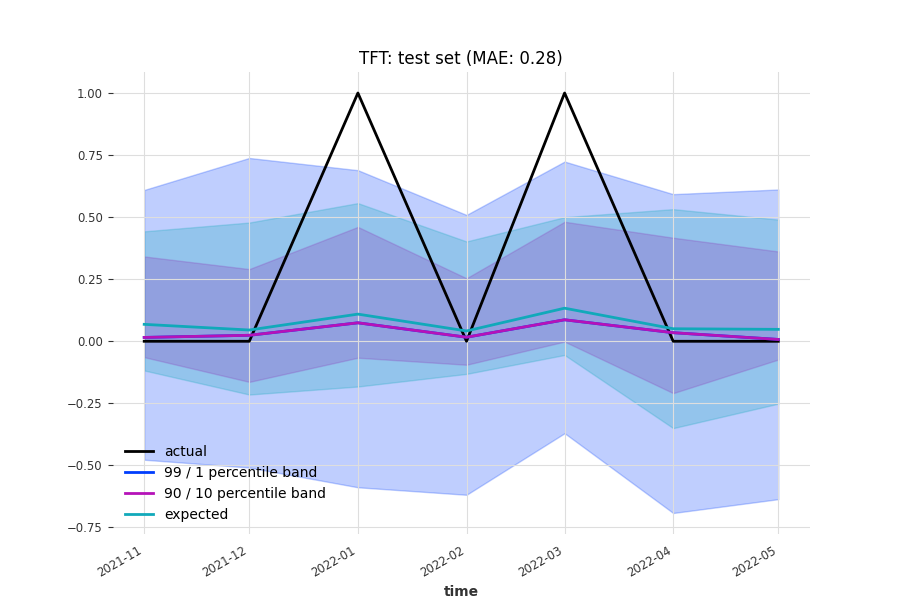 TFT: test set (MAE: 0.28)
1.00
0.75
0.50
0.25
0.00
−0.25
−0.50
−0.75
actual
99 / 1 percentile band
90 / 10 percentile band
expected
2021-11
2021-12
2022-01
2022-02
2022-03
2022-04
2022-05
time